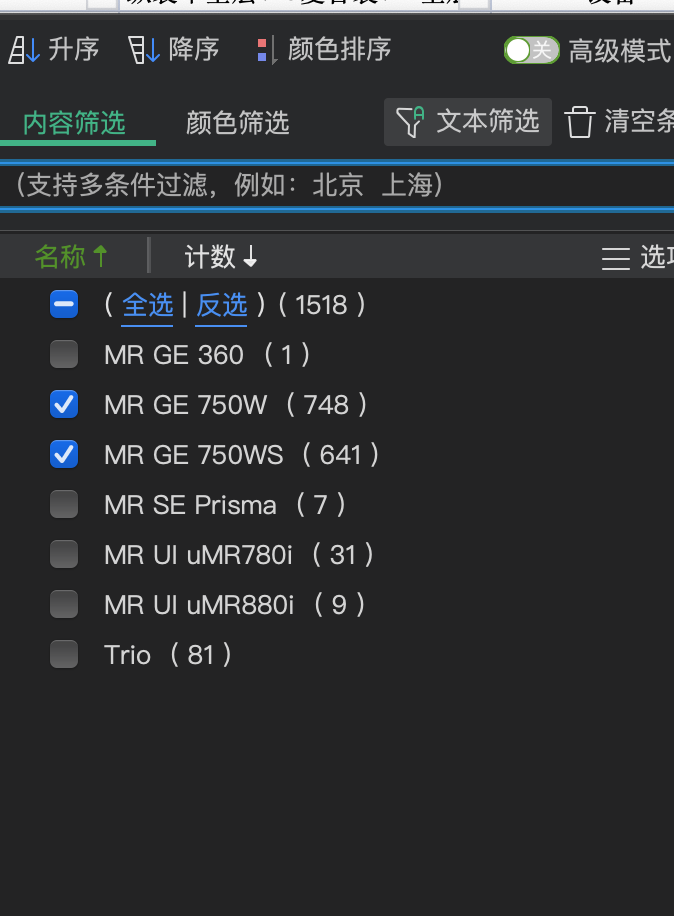 升序 降序 颜色排序 关 高级模式
内容筛选 颜色筛选 文本筛选 清空条
(支持多条件过滤，例如：北京 上海)
名称↑ 计数↓ 选项
(全选|反选)(1518)
MR GE 360 (1)
MR GE 750W (748)
MR GE 750WS (641)
MR SE Prisma (7)
MR UI uMR780i (31)
MR UI uMR880i (9)
Trio (81)